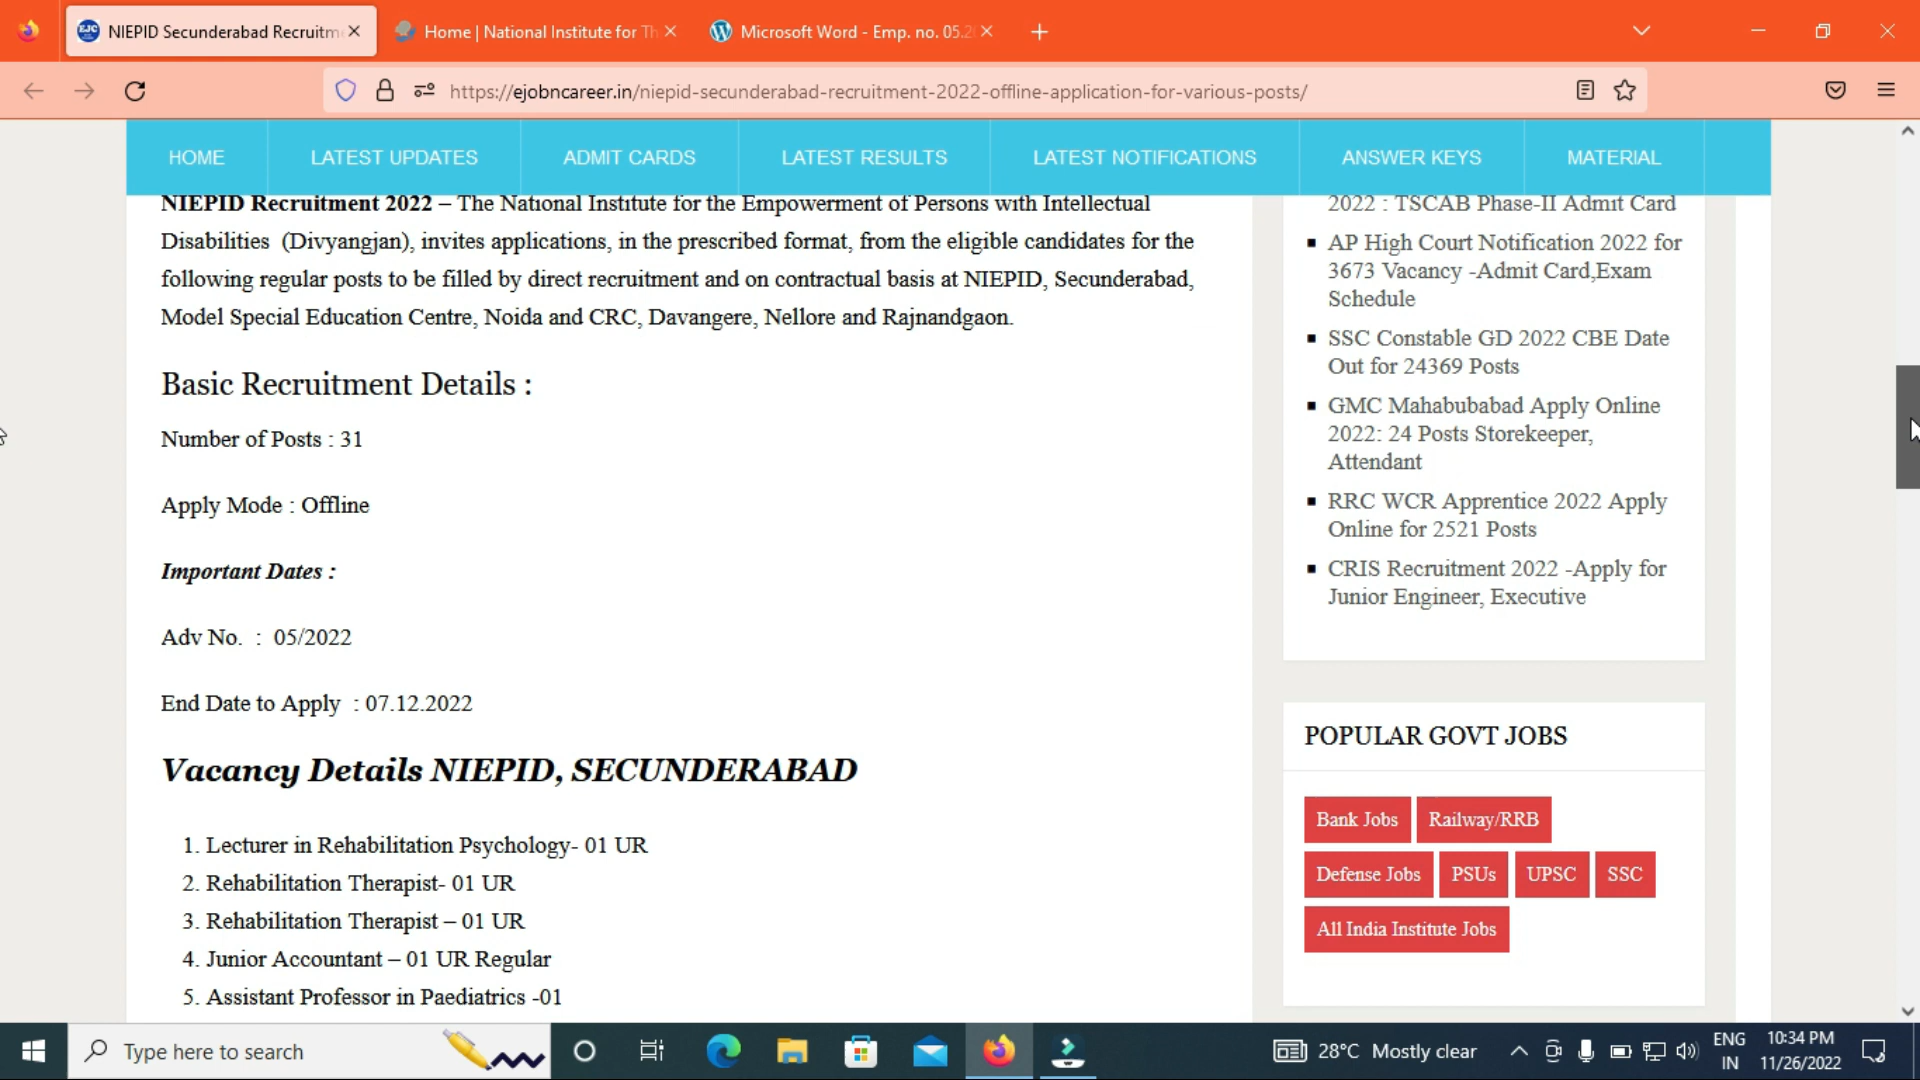 NIEPID Secunderabad Recruitm
Home | National Institute for Th
Microsoft Word - Emp. no. 05.2
https://ejobncareer.in/niepid-secunderabad-recruitment-2022-offline-application-for-various-posts/
HOME
LATEST UPDATES
ADMIT CARDS
LATEST RESULTS
LATEST NOTIFICATIONS
ANSWER KEYS
MATERIAL
NIEPID Recruitment 2022 – The National Institute for the Empowerment of Persons with Intellectual
Disabilities (Divyangjan), invites applications, in the prescribed format, from the eligible candidates for the
following regular posts to be filled by direct recruitment and on contractual basis at NIEPID, Secunderabad,
Model Special Education Centre, Noida and CRC, Davangere, Nellore and Rajnandgaon.
Basic Recruitment Details :
Number of Posts : 31
Apply Mode : Offline
Important Dates :
Adv No. : 05/2022
End Date to Apply : 07.12.2022
Vacancy Details NIEPID, SECUNDERABAD
1. Lecturer in Rehabilitation Psychology- 01 UR
2. Rehabilitation Therapist- 01 UR
3. Rehabilitation Therapist – 01 UR
4. Junior Accountant – 01 UR Regular
5. Assistant Professor in Paediatrics -01
2022 : TSCAB Phase-II Admit Card
AP High Court Notification 2022 for
3673 Vacancy -Admit Card,Exam
Schedule
SSC Constable GD 2022 CBE Date
Out for 24369 Posts
GMC Mahabubabad Apply Online
2022: 24 Posts Storekeeper,
Attendant
RRC WCR Apprentice 2022 Apply
Online for 2521 Posts
CRIS Recruitment 2022 -Apply for
Junior Engineer, Executive
POPULAR GOVT JOBS
Bank Jobs
Railway/RRB
Defense Jobs
PSUs
UPSC
SSC
All India Institute Jobs
Type here to search
28°C Mostly clear
ENG
IN
10:34 PM
11/26/2022